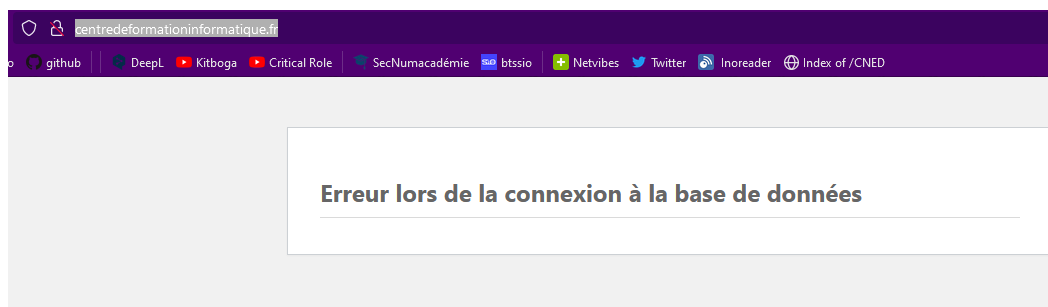 centredeformationinformatique.fr
o github DeepL Kitboga Critical Role SecNumacadémie btssio Netvibes Twitter Inoreader Index of /CNED
Erreur lors de la connexion à la base de données